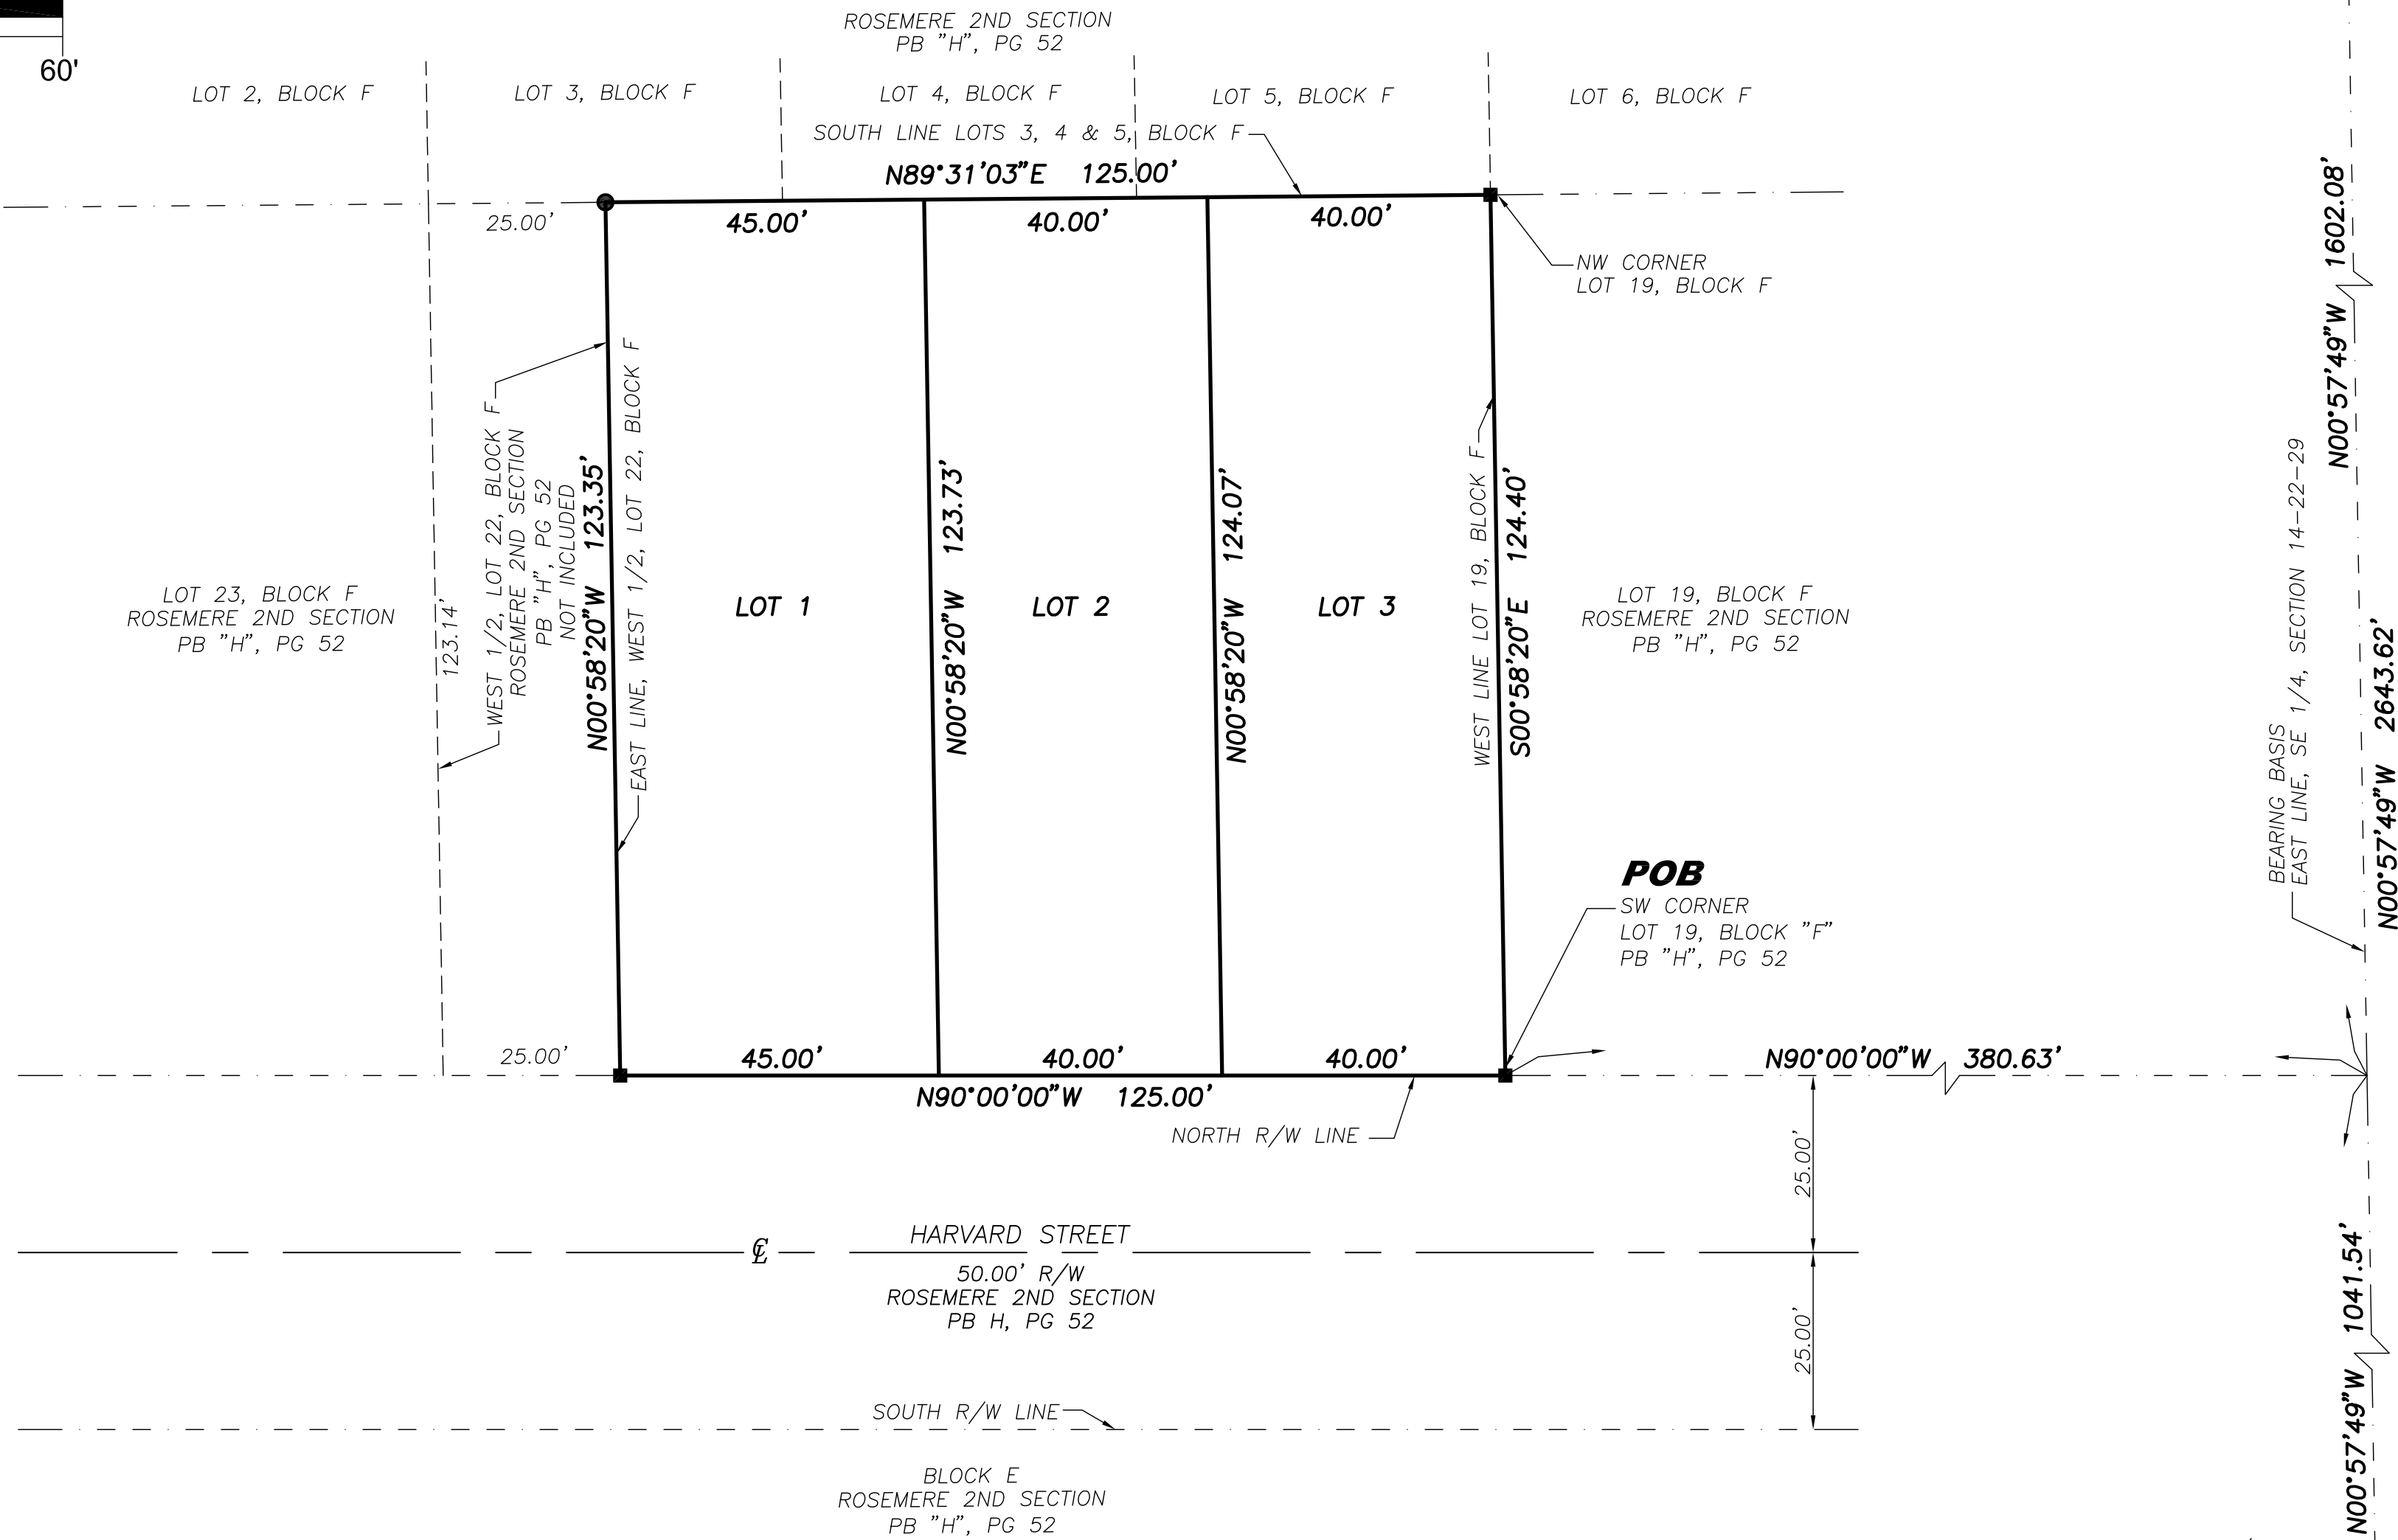 ROSEMERE 2ND SECTION
PB "H", PG 52
60'
LOT 2, BLOCK F
LOT 3, BLOCK F
LOT 4, BLOCK F
LOT 5, BLOCK F
LOT 6, BLOCK F
SOUTH LINE LOTS 3, 4 & 5, BLOCK F
N89°31'03"E 125.00'
25.00'
45.00'
40.00'
40.00'
NW CORNER
LOT 19, BLOCK F
N00°57'49"W 1602.08'
WEST 1/2, LOT 22, BLOCK F
ROSEMERE 2ND SECTION
PB "H", PG 52
NOT INCLUDED
N00°58'20"W 123.35'
EAST LINE, WEST 1/2, LOT 22, BLOCK F
N00°58'20"W 123.73'
N00°58'20"W 124.07'
WEST LINE LOT 19, BLOCK F
S00°58'20"E 124.40'
LOT 23, BLOCK F
ROSEMERE 2ND SECTION
PB "H", PG 52
123.14'
LOT 1
LOT 2
LOT 3
LOT 19, BLOCK F
ROSEMERE 2ND SECTION
PB "H", PG 52
BEARING BASIS
EAST LINE, SE 1/4, SECTION 14-22-29
N00°57'49"W 2643.62'
POB
SW CORNER
LOT 19, BLOCK "F"
PB "H", PG 52
25.00'
45.00'
40.00'
40.00'
N90°00'00"W 380.63'
N90°00'00"W 125.00'
NORTH R/W LINE
25.00'
HARVARD STREET
℄
50.00' R/W
ROSEMERE 2ND SECTION
PB H, PG 52
25.00'
N00°57'49"W 1041.54'
SOUTH R/W LINE
BLOCK E
ROSEMERE 2ND SECTION
PB "H", PG 52